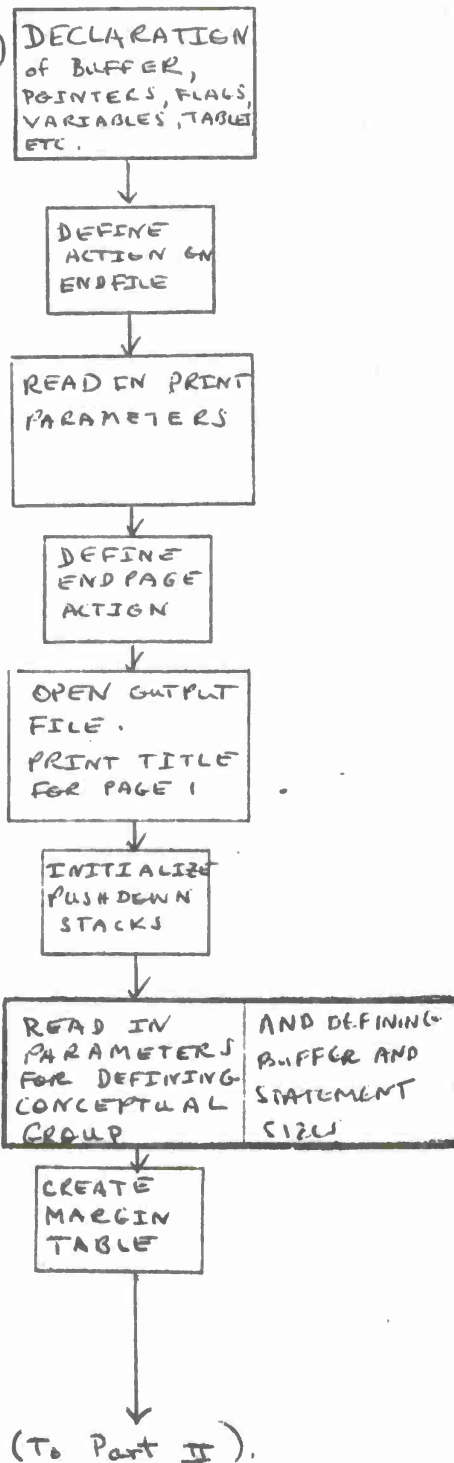 )
DECLARATION
of BUFFER,
POINTERS, FLAGS,
VARIABLES, TABLES
ETC.
DEFINE
ACTION ON
ENDFILE
READ IN PRINT
PARAMETERS
DEFINE
ENDPAGE
ACTION
OPEN OUTPUT
FILE.
PRINT TITLE
FOR PAGE 1
INITIALIZE
PUSHDOWN
STACKS
READ IN
PARAMETERS
FOR DEFINING
CONCEPTUAL
GROUP
AND DEFINING
BUFFER AND
STATEMENT
SIZES
CREATE
MARGIN
TABLE
(To Part II).